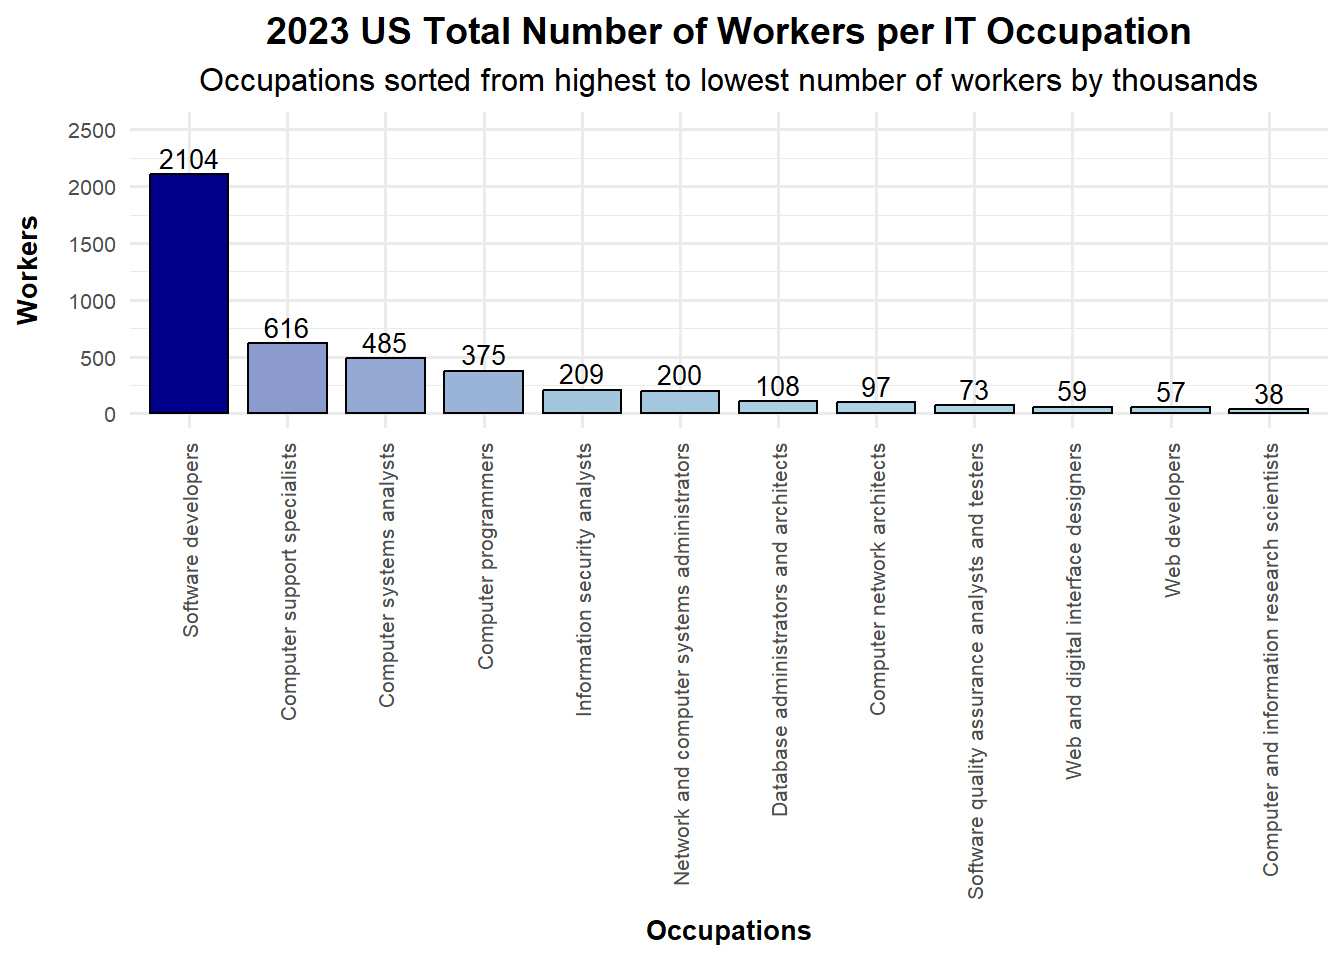 2023 US Total Number of Workers per IT Occupation
Occupations sorted from highest to lowest number of workers by thousands
Workers
2500
2000
1500
1000
500
0
2104
616
485
375
209
200
108
97
73
59
57
38
Software developers
Computer support specialists
Computer systems analysts
Computer programmers
Information security analysts
Network and computer systems administrators
Database administrators and architects
Computer network architects
Software quality assurance analysts and testers
Web and digital interface designers
Web developers
Computer and information research scientists
Occupations